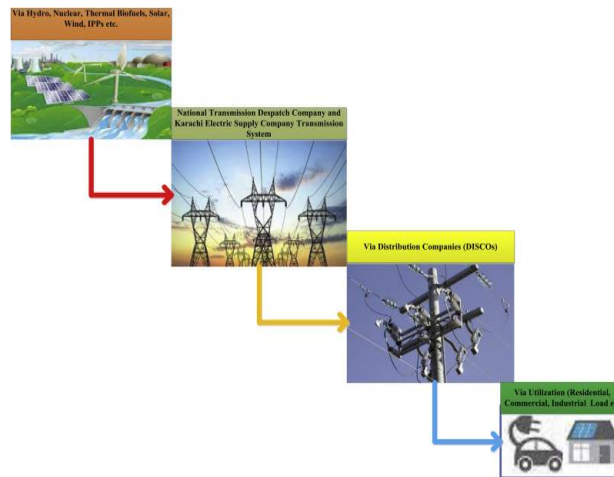 Via Hydro, Nuclear, Thermal Biofuels, Solar,
Wind, IPPs etc.
National Transmission Despatch Company and
Karachi Electric Supply Company Transmission
System
Via Distribution Companies (DISCOs)
Via Utilization (Residential,
Commercial, Industrial Load